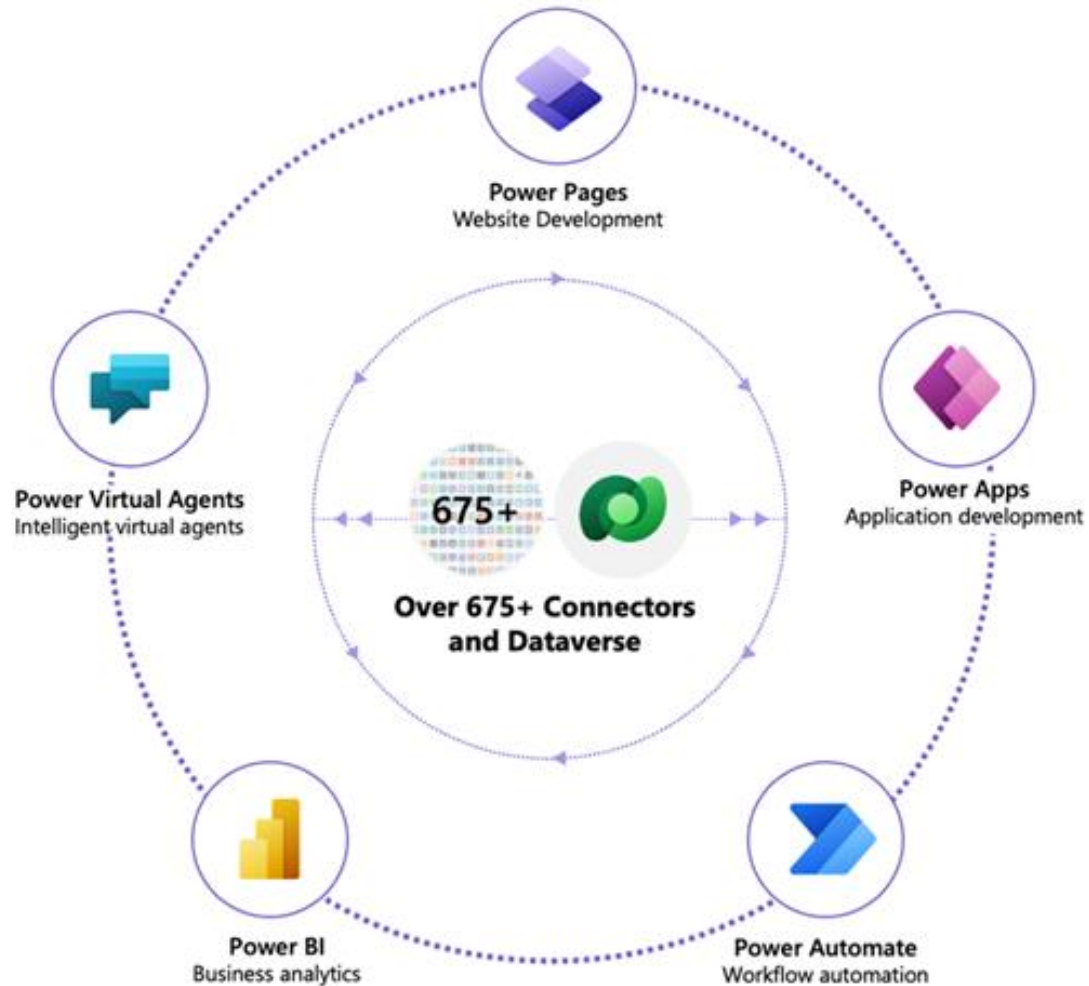 Power Pages
Website Development
Power Virtual Agents
Intelligent virtual agents
Power Apps
Application development
675+
Over 675+ Connectors
and Dataverse
Power BI
Business analytics
Power Automate
Workflow automation